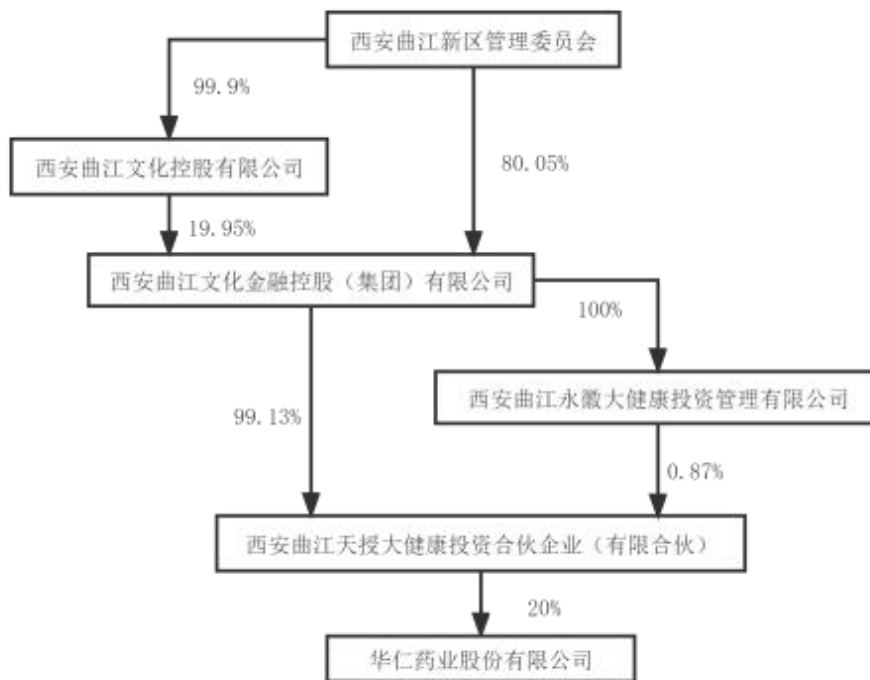 西安曲江新区管理委员会
99.9%
西安曲江文化控股有限公司
80.05%
19.95%
西安曲江文化金融控股（集团）有限公司
100%
西安曲江永徽大健康投资管理有限公司
99.13%
0.87%
西安曲江天授大健康投资合伙企业（有限合伙）
20%
华仁药业股份有限公司